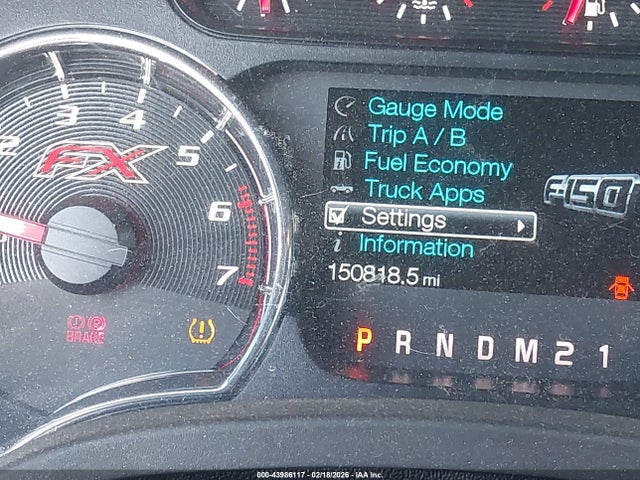 2
3
4
5
6
7
FX
BRAKE
Gauge Mode
Trip A / B
Fuel Economy
Truck Apps
Settings
Information
150818.5 mi
F150
P R N D M 2 1
000-43986117 - 02/18/2026 - IAA Inc.